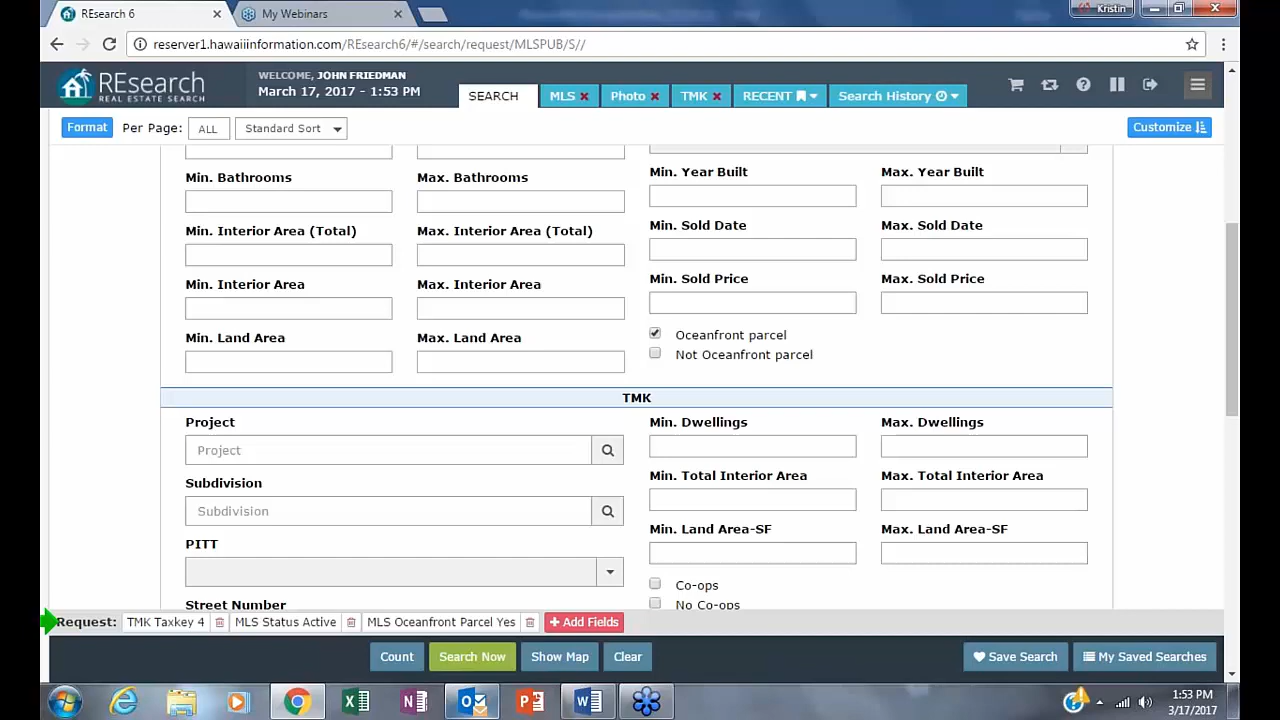 REsearch 6
My Webinars
Kristin
reserver1.hawaiiinformation.com/REsearch6/#/search/request/MLSPUB/S//
REsearch
REAL ESTATE SEARCH
WELCOME, JOHN FRIEDMAN
March 17, 2017 - 1:53 PM
SEARCH
MLS
Photo
TMK
RECENT
Search History
Format
Per Page:
ALL
Standard Sort
Customize
Min. Bathrooms
Max. Bathrooms
Min. Year Built
Max. Year Built
Min. Interior Area (Total)
Max. Interior Area (Total)
Min. Sold Date
Max. Sold Date
Min. Interior Area
Max. Interior Area
Min. Sold Price
Max. Sold Price
Min. Land Area
Max. Land Area
Oceanfront parcel
Not Oceanfront parcel
TMK
Project
Project
Subdivision
Subdivision
PITT
Street Number
Min. Dwellings
Max. Dwellings
Min. Total Interior Area
Max. Total Interior Area
Min. Land Area-SF
Max. Land Area-SF
Co-ops
No Co-ops
Request:
TMK Taxkey 4
MLS Status Active
MLS Oceanfront Parcel Yes
Add Fields
Count
Search Now
Show Map
Clear
Save Search
My Saved Searches
1:53 PM
3/17/2017